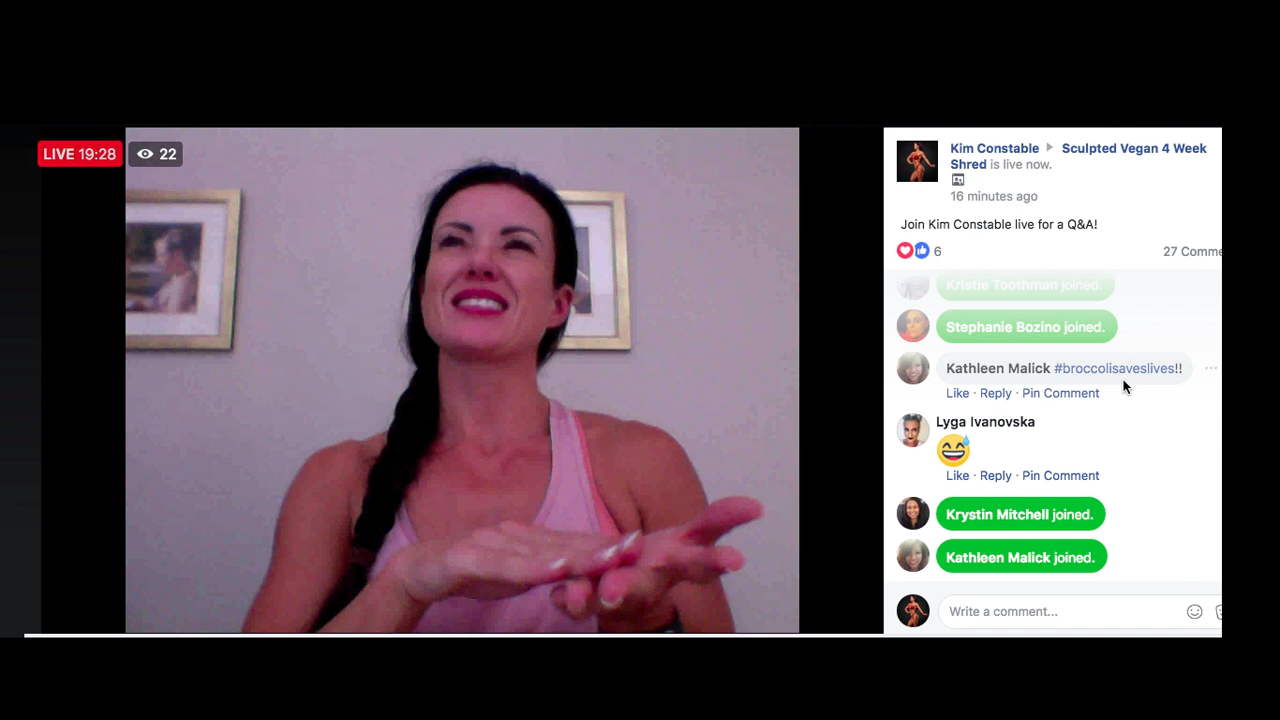 LIVE 19:28
22
Kim Constable Sculpted Vegan 4 Week
Shred is live now.
16 minutes ago
Join Kim Constable live for a Q&A!
6
27 Comme
Kristie Toothman joined.
Stephanie Bozino joined.
Kathleen Malick #broccolisaveslives!!
Like · Reply · Pin Comment
Lyga Ivanovska
Like · Reply · Pin Comment
Krystin Mitchell joined.
Kathleen Malick joined.
Write a comment...